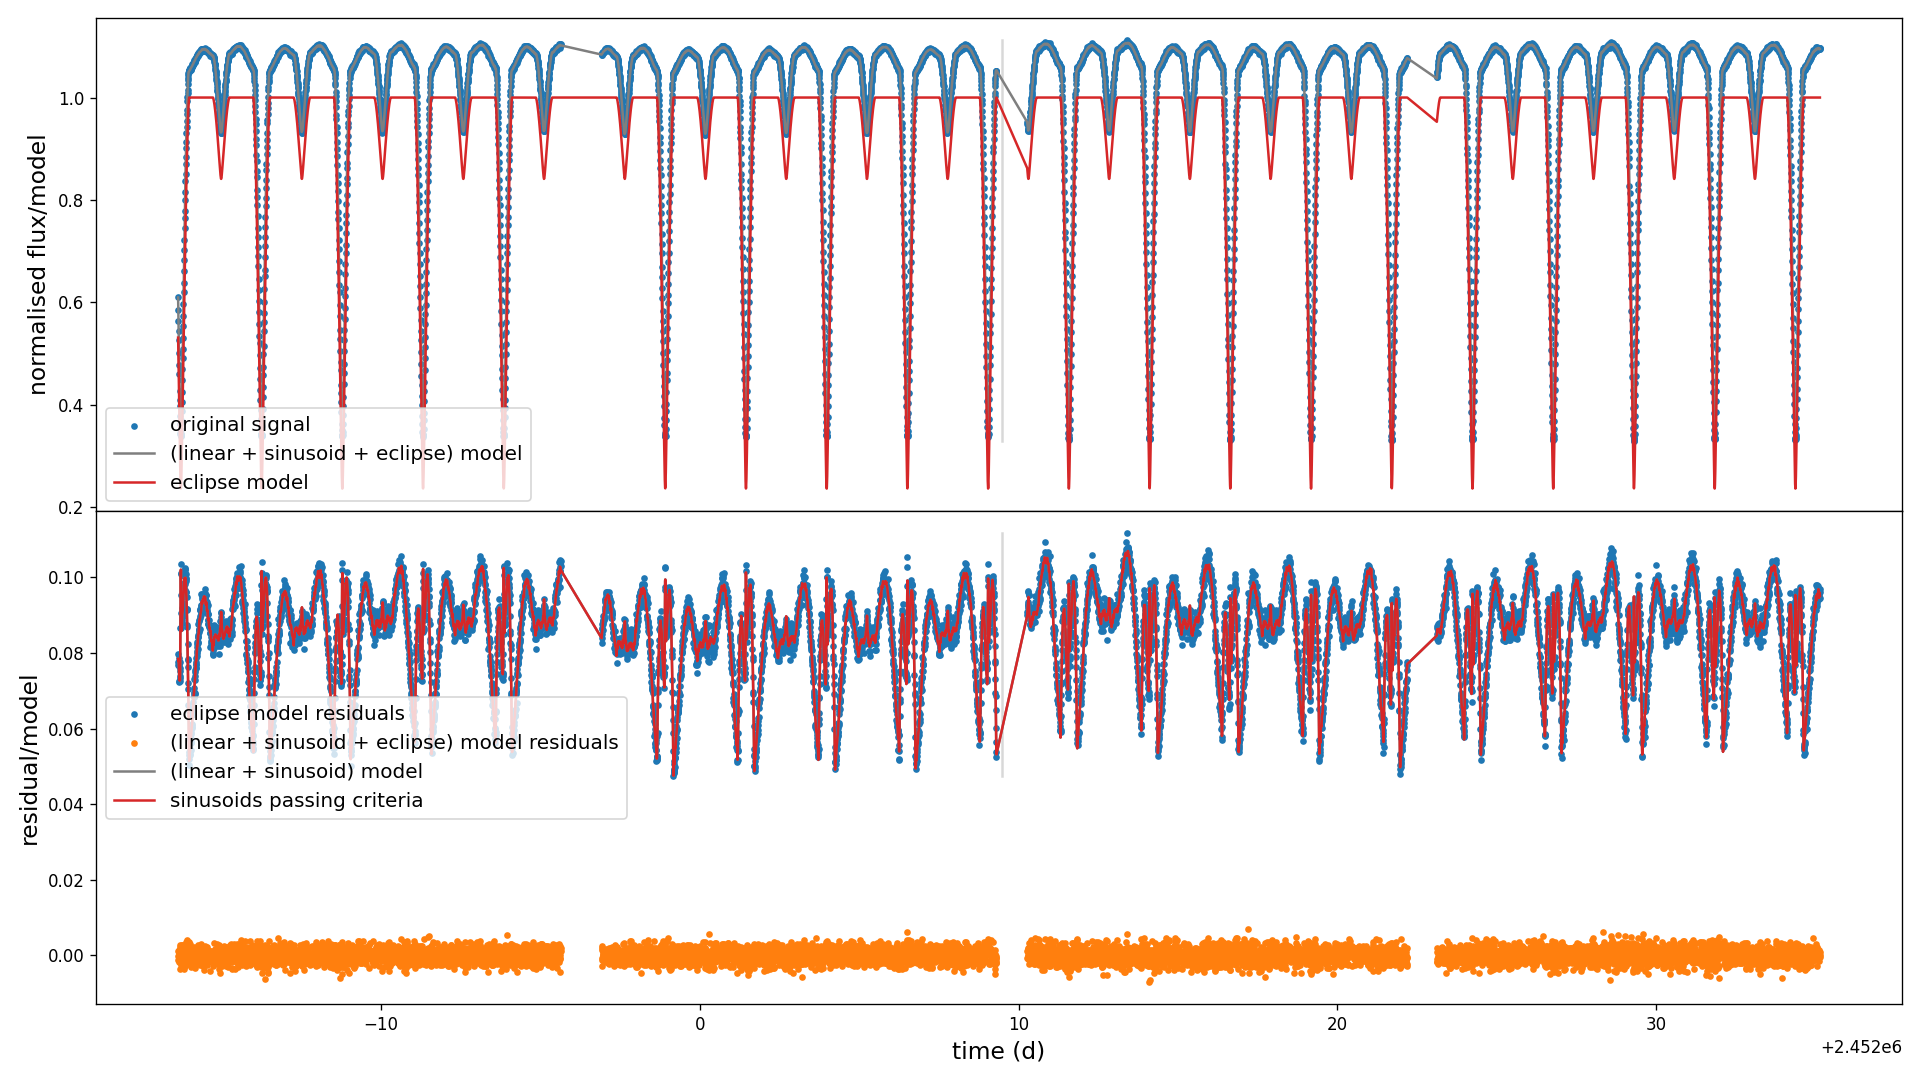 normalised flux/model
1.0
0.8
0.6
0.4
0.2
original signal
(linear + sinusoid + eclipse) model
eclipse model
residual/model
0.10
0.08
0.06
0.04
0.02
0.00
eclipse model residuals
(linear + sinusoid + eclipse) model residuals
(linear + sinusoid) model
sinusoids passing criteria
−10
0
10
20
30
time (d)
+2.452e6